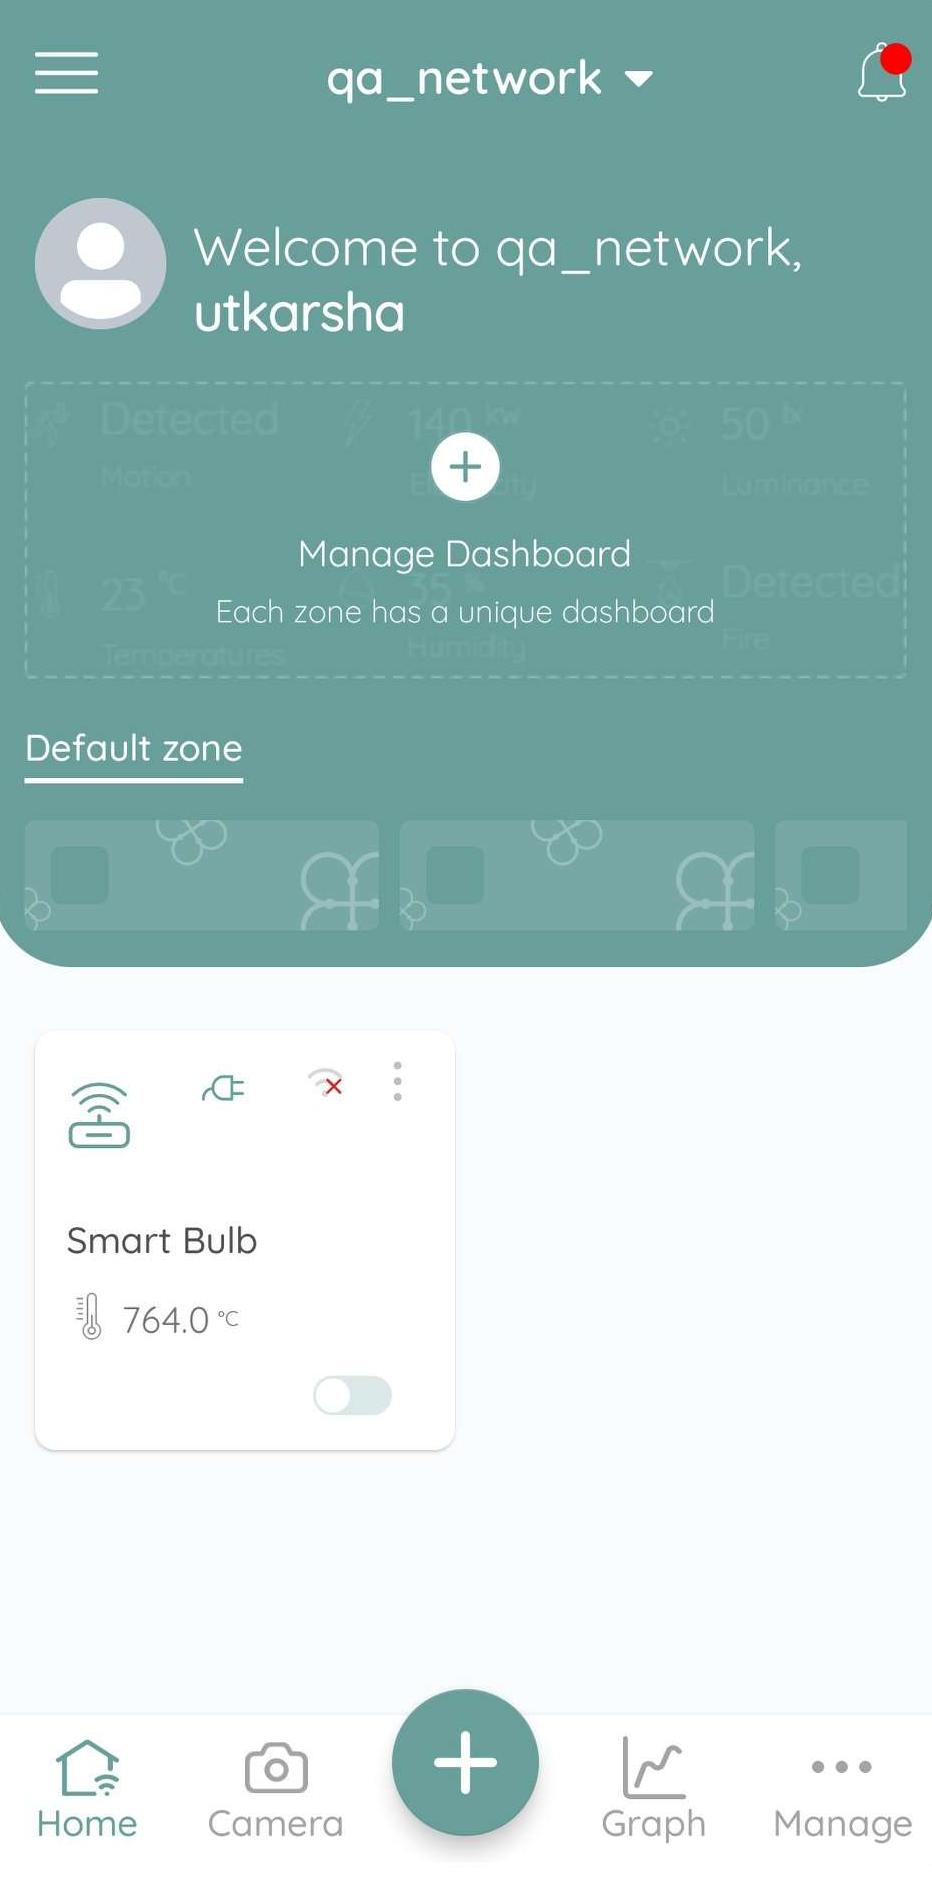 qa_network
Welcome to qa_network,
utkarsha
Detected
140 kW
50 lx
Motion
Luminance
Manage Dashboard
23 °C
35 %
Detected
Each zone has a unique dashboard
Temperatures
Humidity
Fire
Default zone
Smart Bulb
764.0 °C
Home
Camera
Graph
Manage